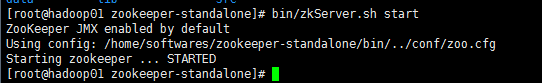 [root@hadoop01 zookeeper-standalone]# bin/zkServer.sh start
ZooKeeper JMX enabled by default
Using config: /home/softwares/zookeeper-standalone/bin/../conf/zoo.cfg
Starting zookeeper ... STARTED
[root@hadoop01 zookeeper-standalone]#